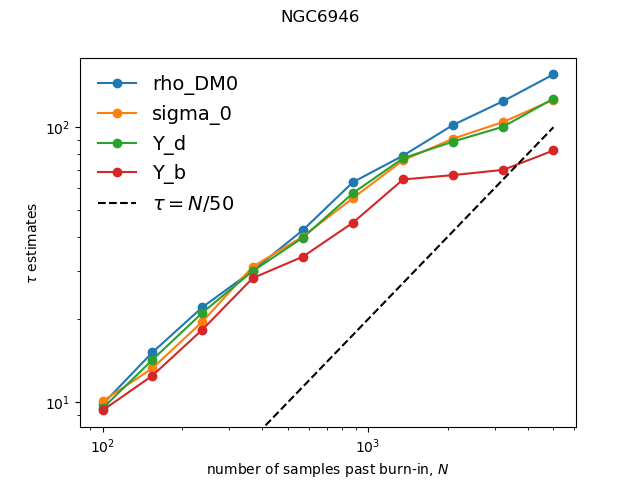 NGC6946
rho_DM0
sigma_0
Y_d
Y_b
τ = N/50
10²
10¹
τ estimates
10²
10³
number of samples past burn-in, N